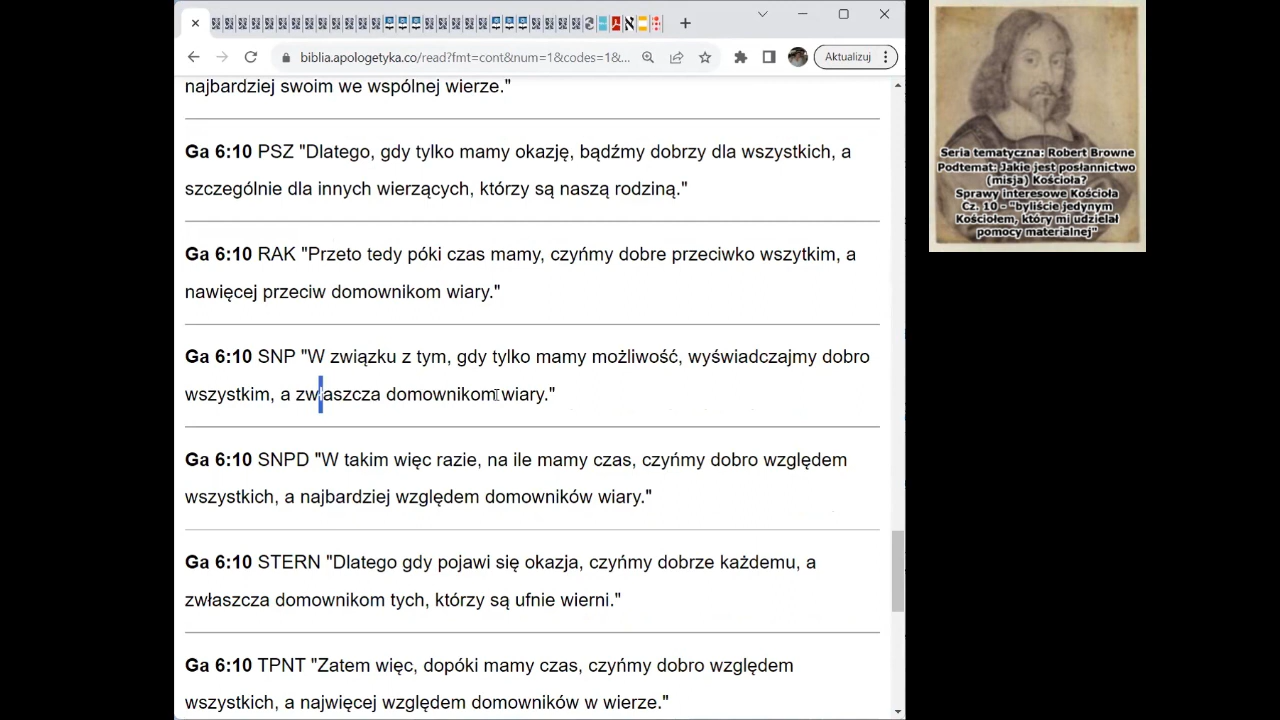 biblia.apologetyka.co/read?fmt=cont&num=1&codes=1&...
Aktualizuj
najbardziej swoim we wspólnej wierze."
Ga 6:10 PSZ "Dlatego, gdy tylko mamy okazję, bądźmy dobrzy dla wszystkich, a
szczególnie dla innych wierzących, którzy są naszą rodziną."
Ga 6:10 RAK "Przeto tedy póki czas mamy, czyńmy dobre przeciwko wszytkim, a
nawięcej przeciw domownikom wiary."
Ga 6:10 SNP "W związku z tym, gdy tylko mamy możliwość, wyświadczajmy dobro
wszystkim, a zwłaszcza domownikom wiary."
Ga 6:10 SNPD "W takim więc razie, na ile mamy czas, czyńmy dobro względem
wszystkich, a najbardziej względem domowników wiary."
Ga 6:10 STERN "Dlatego gdy pojawi się okazja, czyńmy dobrze każdemu, a
zwłaszcza domownikom tych, którzy są ufnie wierni."
Ga 6:10 TPNT "Zatem więc, dopóki mamy czas, czyńmy dobro względem
wszystkich, a najwięcej względem domowników w wierze."
Seria tematyczna: Robert Browne
Podtemat: Jakie jest posłannictwo
(misja) Kościoła?
Sprawy interesowe Kościoła
Cz. 10 - "byliście jedynym
Kościołem, który mi udzielał
pomocy materialnej"